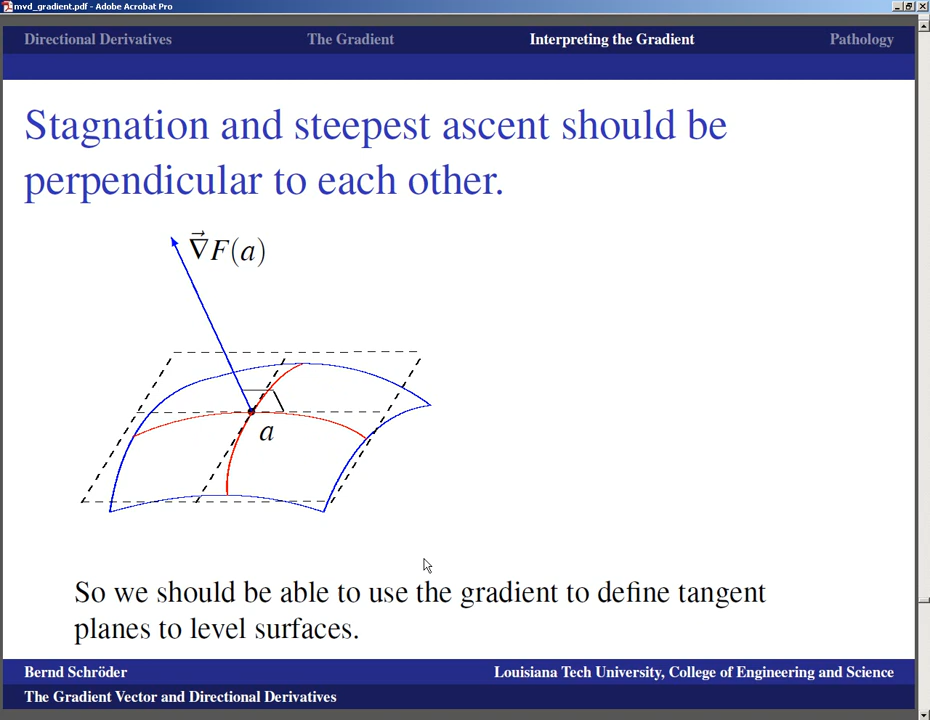 mvd_gradient.pdf - Adobe Acrobat Pro
Directional Derivatives The Gradient Interpreting the Gradient Pathology
Stagnation and steepest ascent should be
perpendicular to each other.
∇⃗F(a)
a
So we should be able to use the gradient to define tangent
planes to level surfaces.
Bernd Schröder Louisiana Tech University, College of Engineering and Science
The Gradient Vector and Directional Derivatives